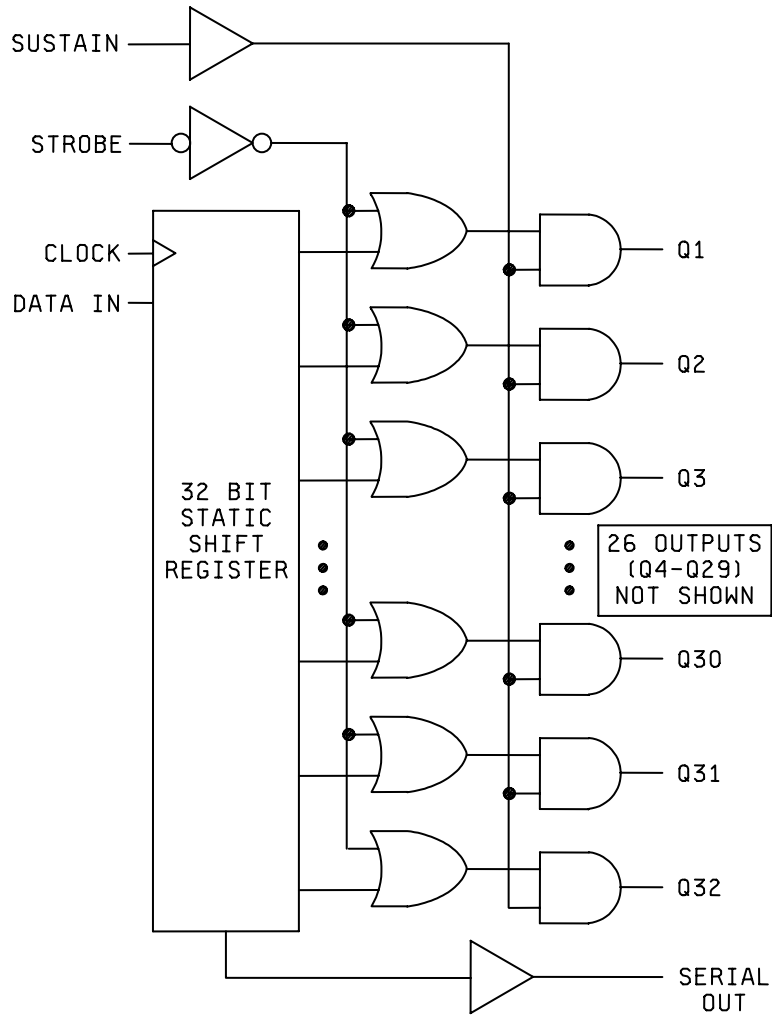 SUSTAIN
STROBE
CLOCK
DATA IN
32 BIT
STATIC
SHIFT
REGISTER
Q1
Q2
Q3
26 OUTPUTS
(Q4-Q29)
NOT SHOWN
Q30
Q31
Q32
SERIAL
OUT